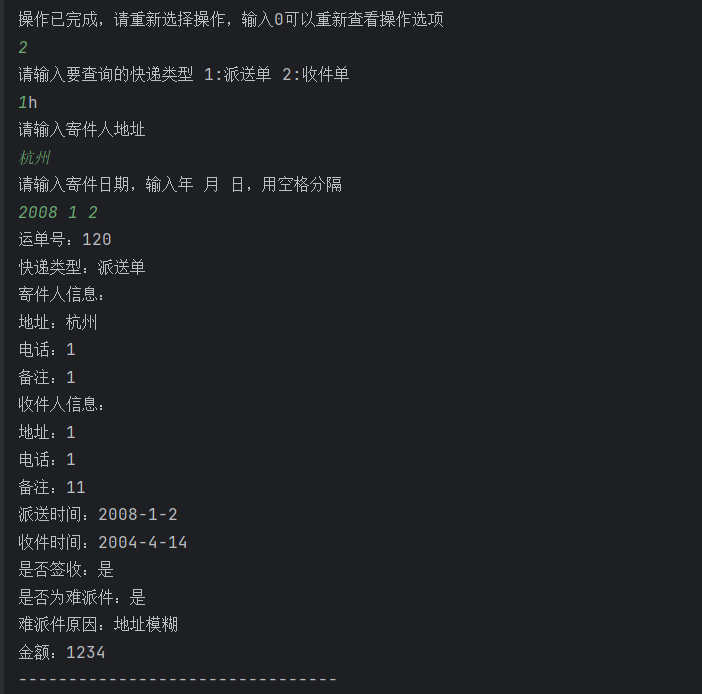 操作已完成，请重新选择操作，输入0可以重新查看操作选项
2
请输入要查询的快递类型 1:派送单 2:收件单
1h
请输入寄件人地址
杭州
请输入寄件日期，输入年 月 日，用空格分隔
2008 1 2
运单号：120
快递类型：派送单
寄件人信息：
地址：杭州
电话：1
备注：1
收件人信息：
地址：1
电话：1
备注：11
派送时间：2008-1-2
收件时间：2004-4-14
是否签收：是
是否为难派件：是
难派件原因：地址模糊
金额：1234
--------------------------------